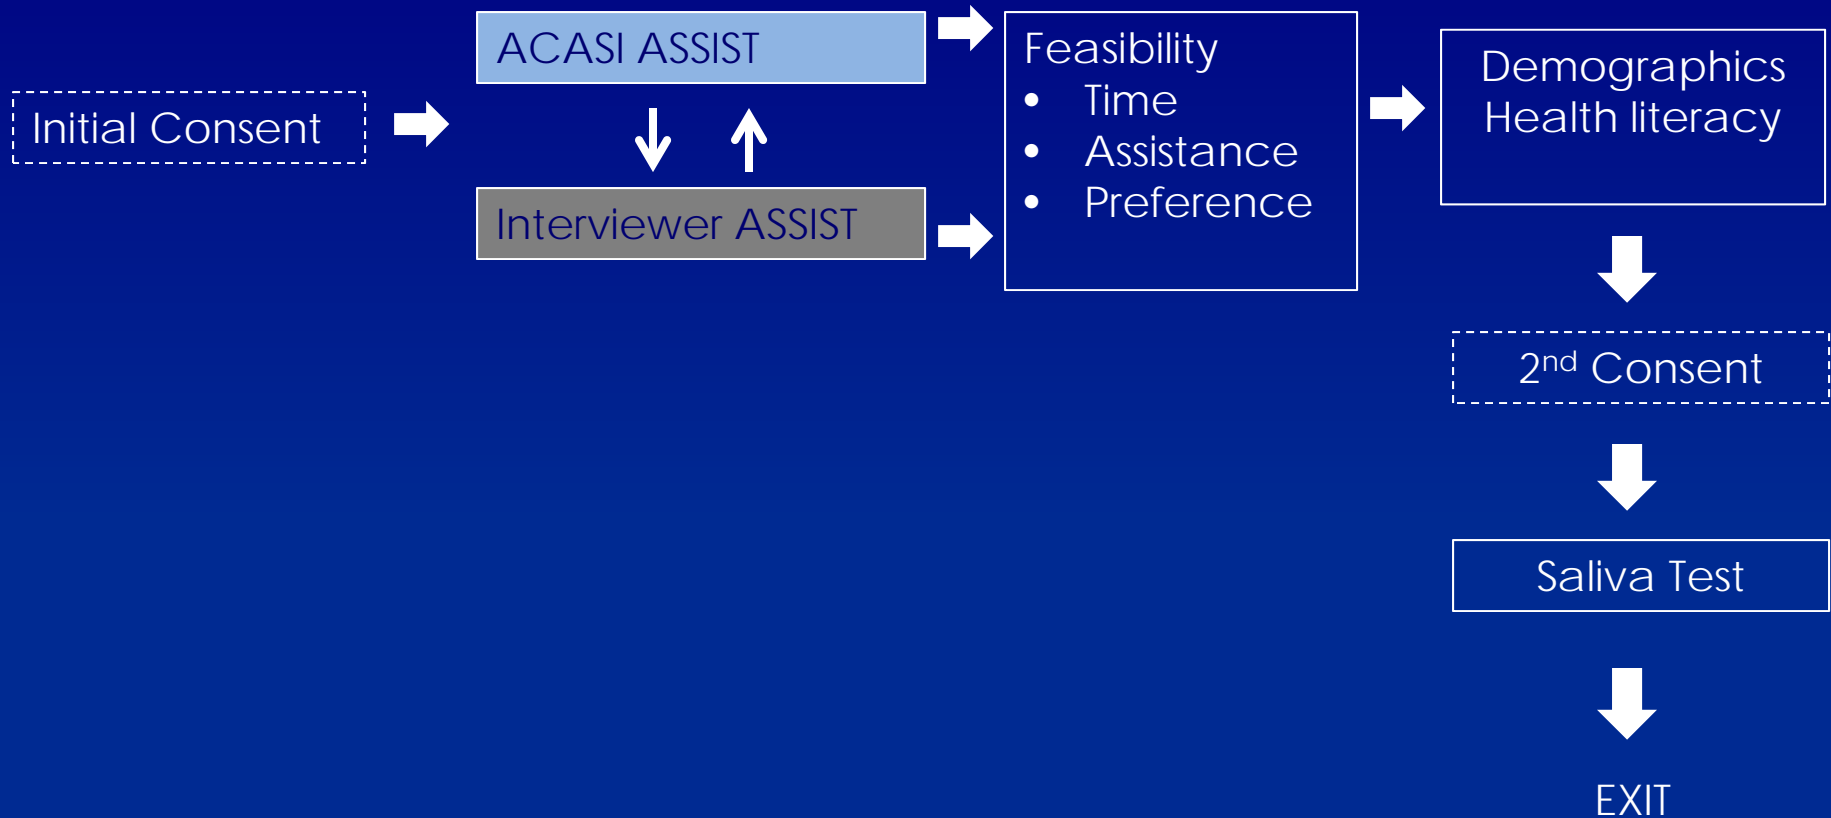 Initial Consent
ACASI ASSIST
Interviewer ASSIST
Feasibility
• Time
• Assistance
• Preference
Demographics
Health literacy
2nd Consent
Saliva Test
EXIT